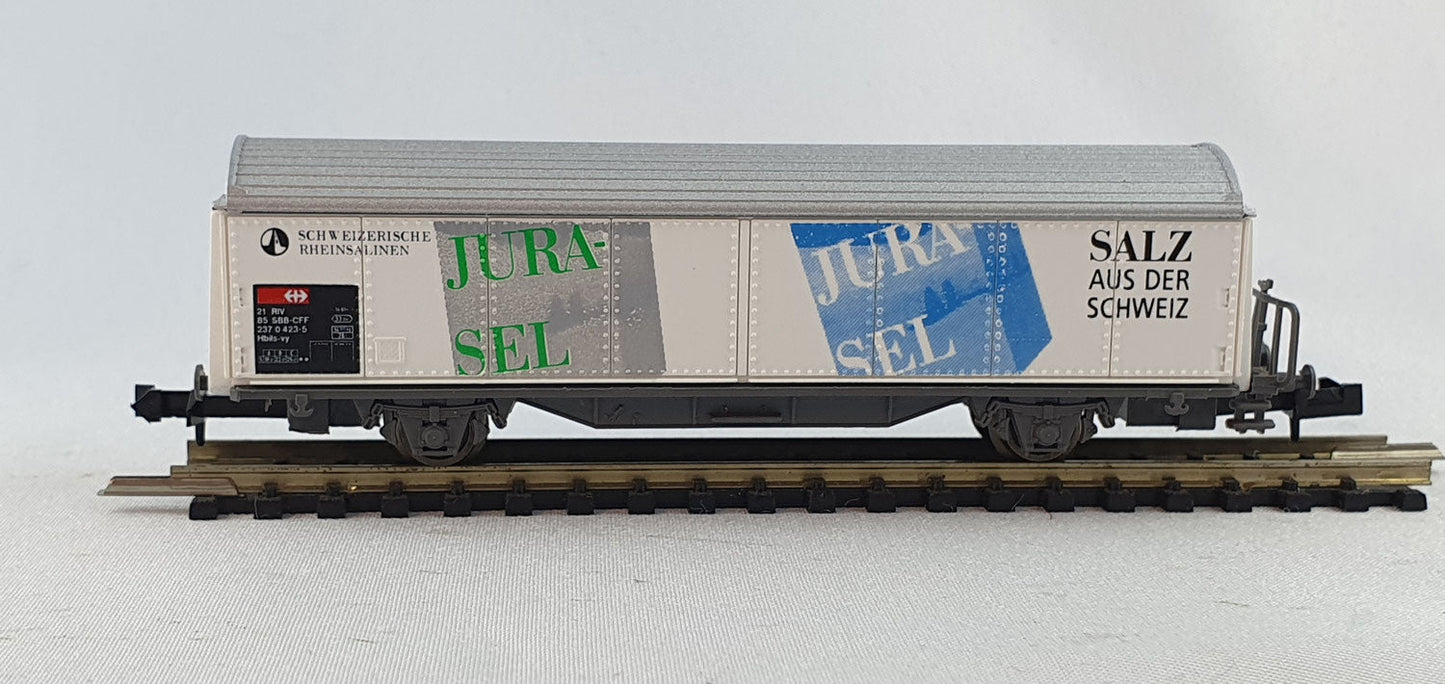 SCHWEIZERISCHE
RHEINSALINEN
21 RIV
85 SBB-CFF
237 0 423-5
Hbils-vy
A B C
JURA-
SEL
JURA-
SEL
SALZ
AUS DER
SCHWEIZ